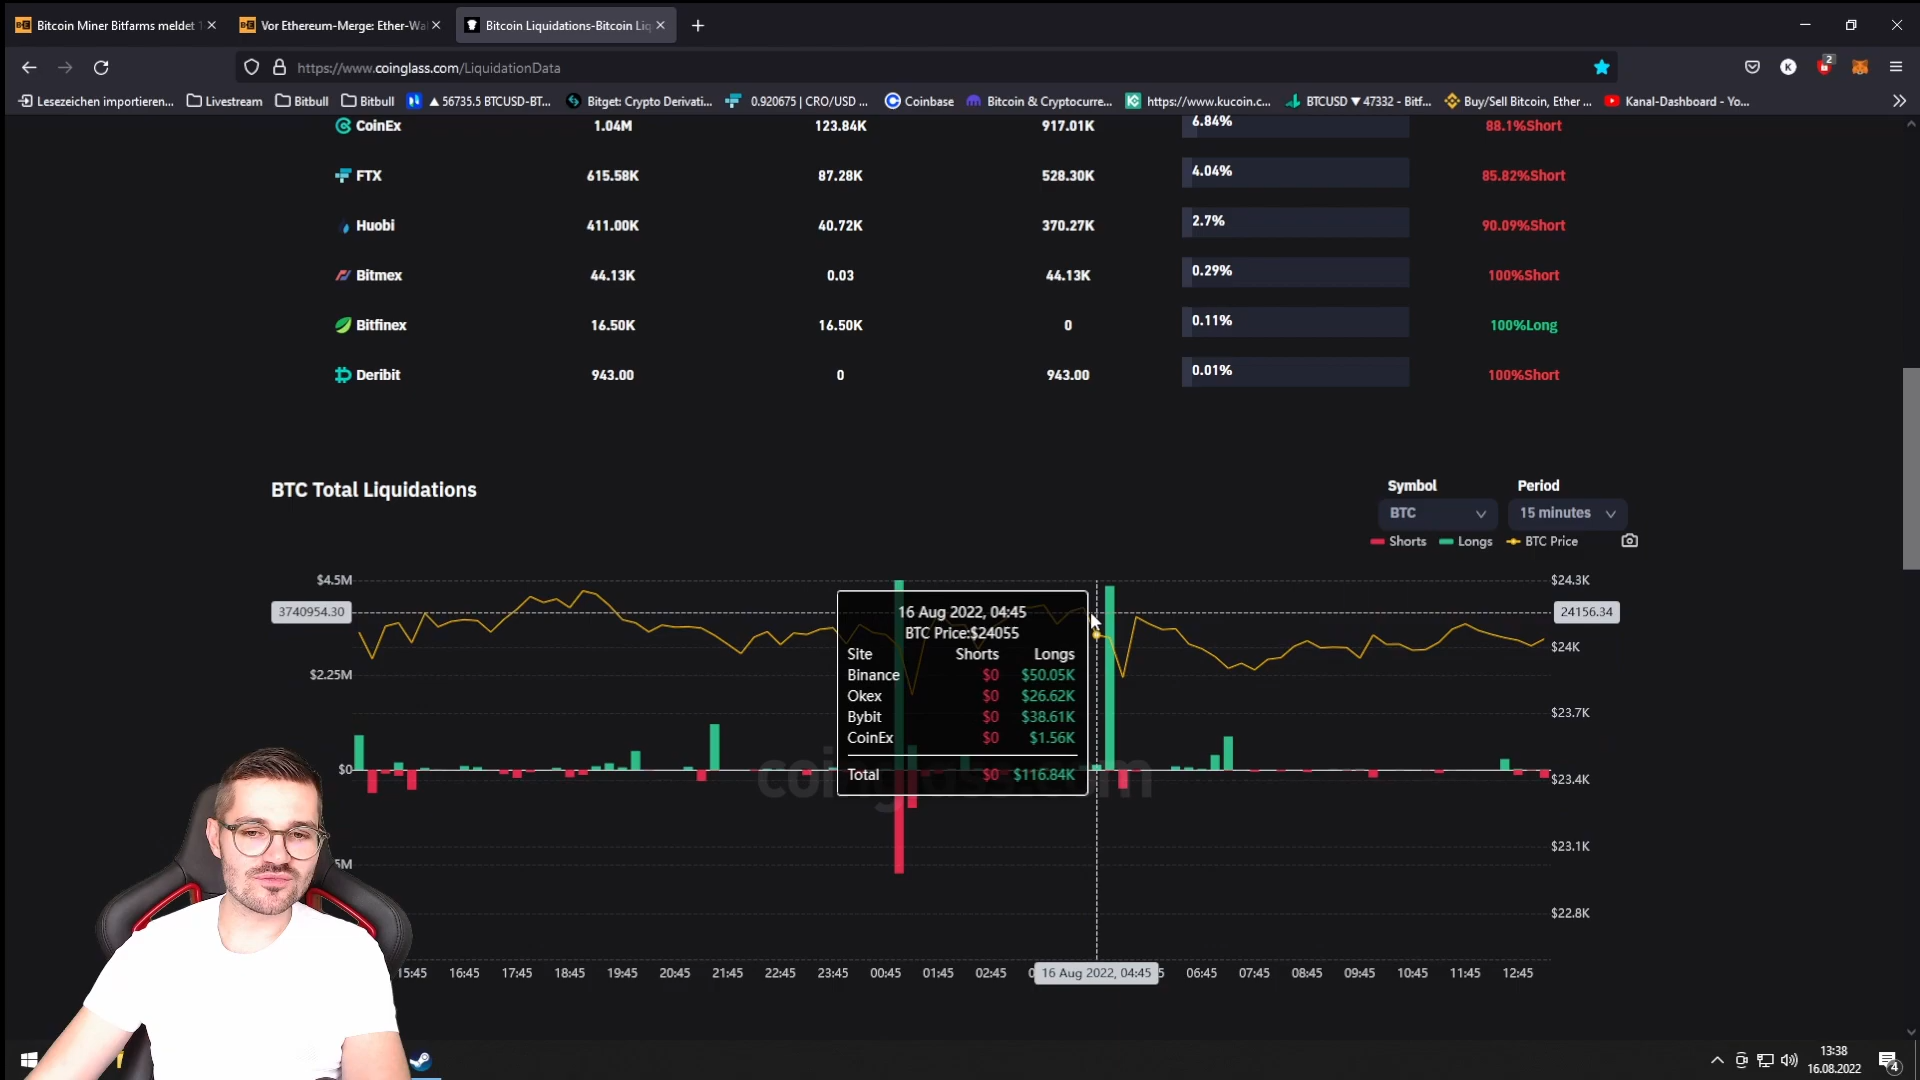 Bitcoin Miner Bitfarms meldet
Vor Ethereum-Merge: Ether-Wal
Bitcoin Liquidations-Bitcoin Liq
https://www.coinglass.com/LiquidationData
K
2
Lesezeichen importieren...
Livestream
Bitbull
Bitbull
▲ 56735.5 BTCUSD-BT...
Bitget: Crypto Derivati...
0.920675 | CRO/USD ...
Coinbase
Bitcoin & Cryptocurre...
https://www.kucoin.c...
BTCUSD ▼ 47332 - Bitf...
Buy/Sell Bitcoin, Ether ...
Kanal-Dashboard - Yo...
CoinEx 1.04M 123.84K 917.01K 6.84% 88.1%Short
FTX 615.58K 87.28K 528.30K 4.04% 85.82%Short
Huobi 411.00K 40.72K 370.27K 2.7% 90.09%Short
Bitmex 44.13K 0.03 44.13K 0.29% 100%Short
Bitfinex 16.50K 16.50K 0 0.11% 100%Long
Deribit 943.00 0 943.00 0.01% 100%Short
BTC Total Liquidations
Symbol Period
BTC 15 minutes
Shorts Longs BTC Price
$4.5M
3740954.30
$2.25M
$0
5M
$24.3K
24156.34
$24K
$23.7K
$23.4K
$23.1K
$22.8K
16 Aug 2022, 04:45
BTC Price:$24055
Site Shorts Longs
Binance $0 $50.05K
Okex $0 $26.62K
Bybit $0 $38.61K
CoinEx $0 $1.56K
Total $0 $116.84K
15:45 16:45 17:45 18:45 19:45 20:45 21:45 22:45 23:45 00:45 01:45 02:45 16 Aug 2022, 04:45 06:45 07:45 08:45 09:45 10:45 11:45 12:45
13:38
16.08.2022
4